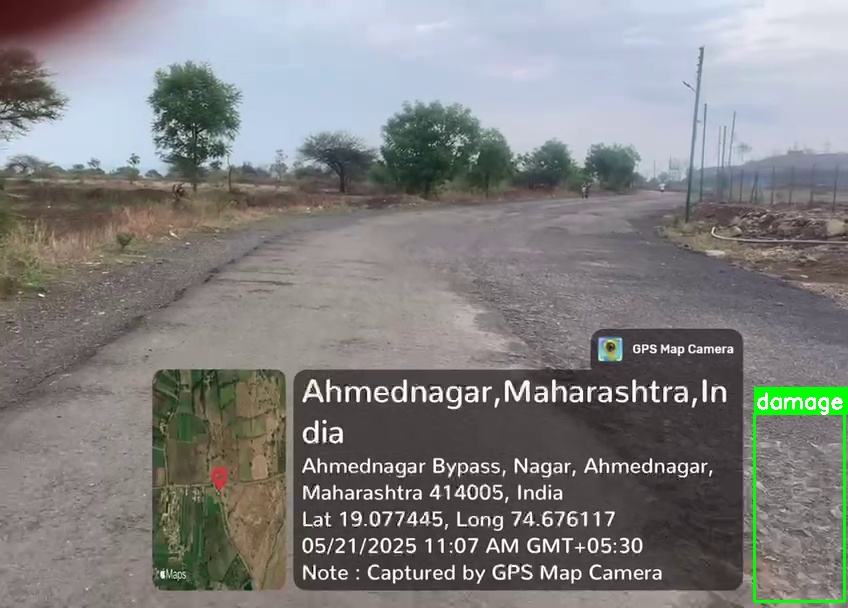 GPS Map Camera
Ahmednagar,Maharashtra,In
dia
Ahmednagar Bypass, Nagar, Ahmednagar,
Maharashtra 414005, India
Lat 19.077445, Long 74.676117
05/21/2025 11:07 AM GMT+05:30
Note : Captured by GPS Map Camera
Maps
damage